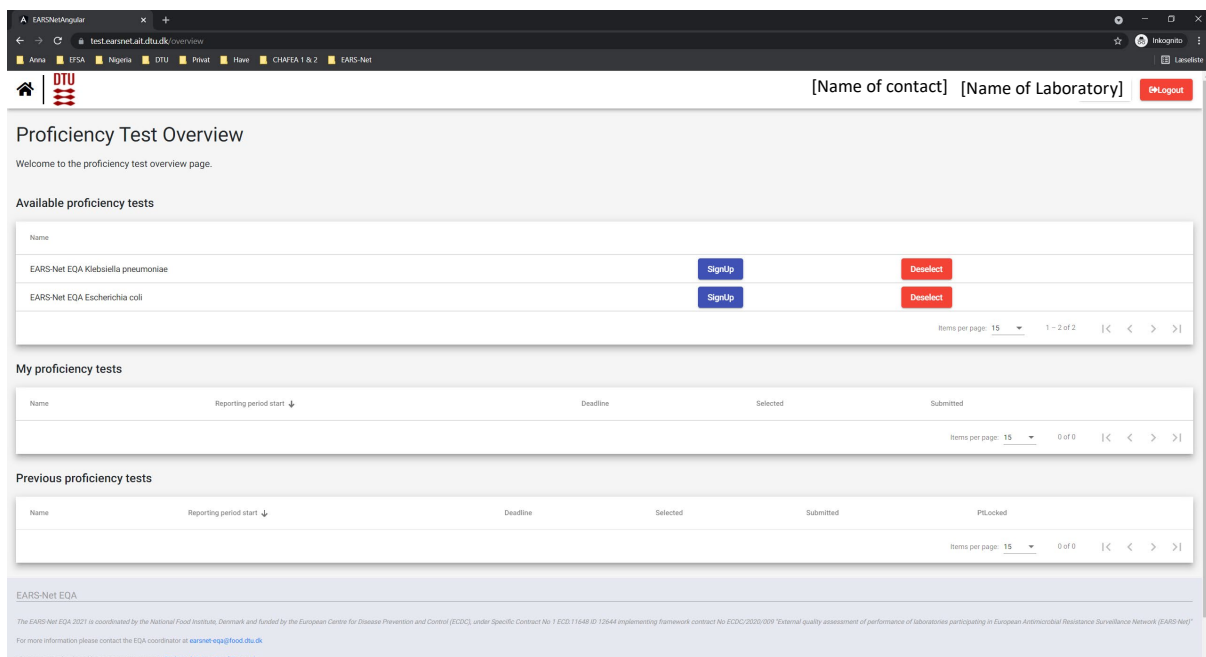 EARSNetAngular
test.earsnet.ait.dtu.dk/overview
Inkognito
Anna EFSA Nigeria DTU Privat Have CHAFEA 1 & 2 EARS-Net Læseliste
DTU [Name of contact] [Name of Laboratory] Logout
Proficiency Test Overview
Welcome to the proficiency test overview page.
Available proficiency tests
Name
EARS-Net EQA Klebsiella pneumoniae SignUp Deselect
EARS-Net EQA Escherichia coli SignUp Deselect
Items per page: 15 1 – 2 of 2
My proficiency tests
Name Reporting period start Deadline Selected Submitted
Items per page: 15 0 of 0
Previous proficiency tests
Name Reporting period start Deadline Selected Submitted PtLocked
Items per page: 15 0 of 0
EARS-Net EQA
The EARS-Net EQA 2021 is coordinated by the National Food Institute, Denmark and funded by the European Centre for Disease Prevention and Control (ECDC), under Specific Contract No 1 ECD.11648 ID 12644 implementing framework contract No ECDC/2020/009 "External quality assessment of performance of laboratories participating in European Antimicrobial Resistance Surveillance Network (EARS-Net)"
For more information please contact the EQA coordinator at earsnet-eqa@food.dtu.dk